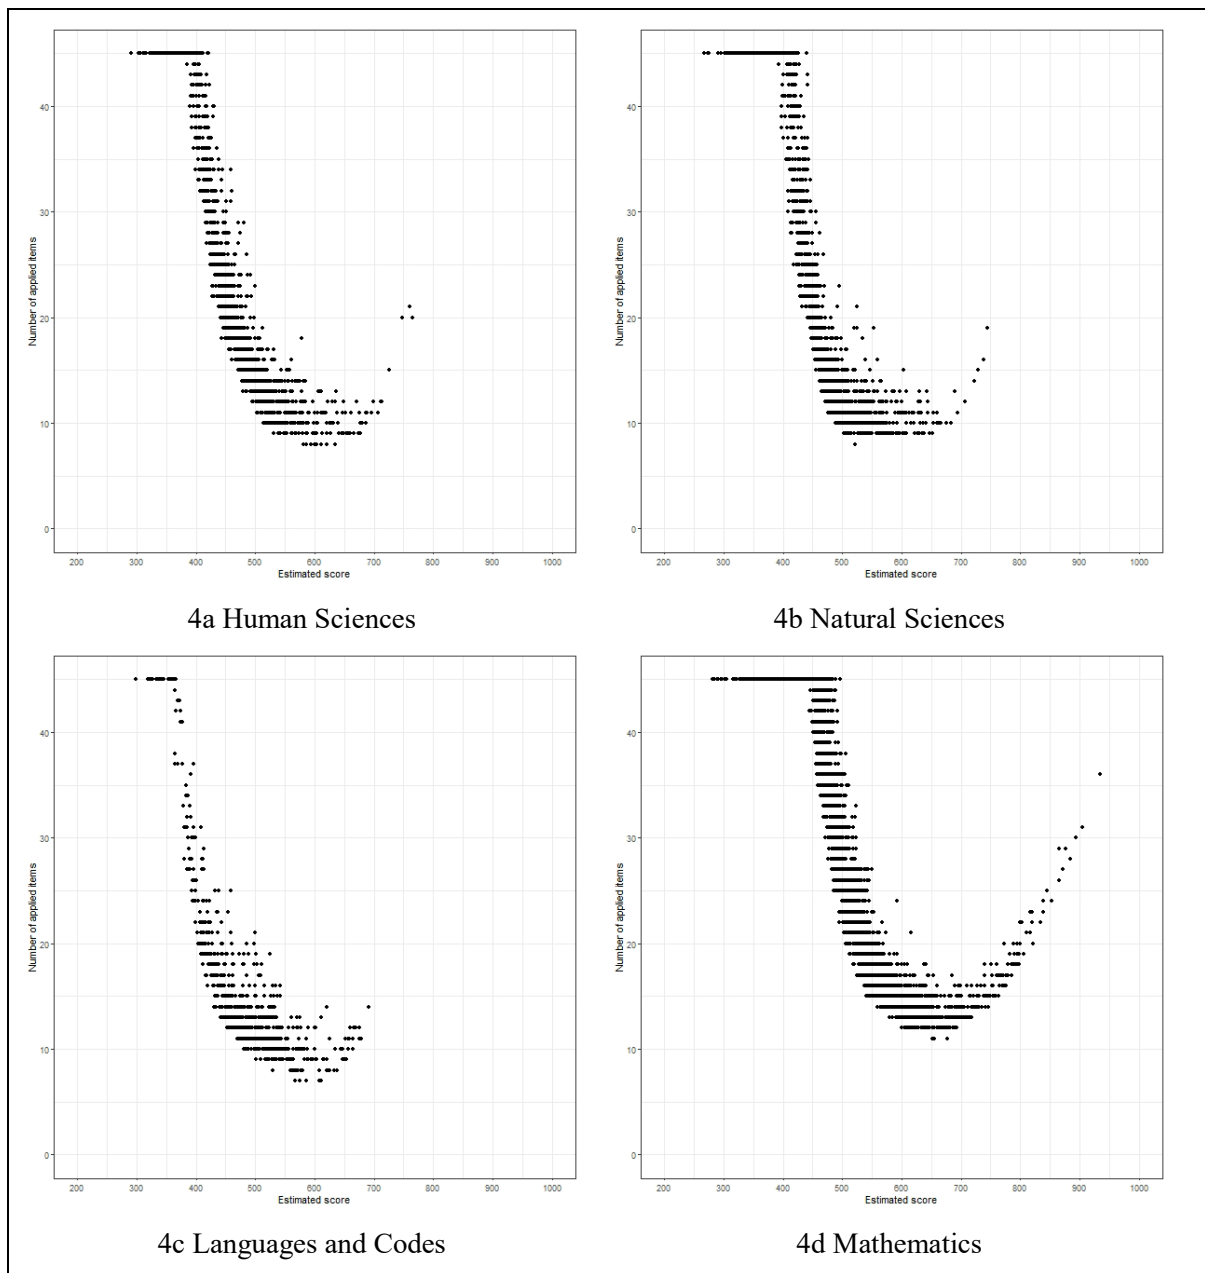 Number of applied items
40
30
20
10
0
200 300 400 500 600 700 800 900 1000
Estimated score
4a Human Sciences
Number of applied items
40
30
20
10
0
200 300 400 500 600 700 800 900 1000
Estimated score
4b Natural Sciences
Number of applied items
40
30
20
10
0
200 300 400 500 600 700 800 900 1000
Estimated score
4c Languages and Codes
Number of applied items
40
30
20
10
0
200 300 400 500 600 700 800 900 1000
Estimated score
4d Mathematics